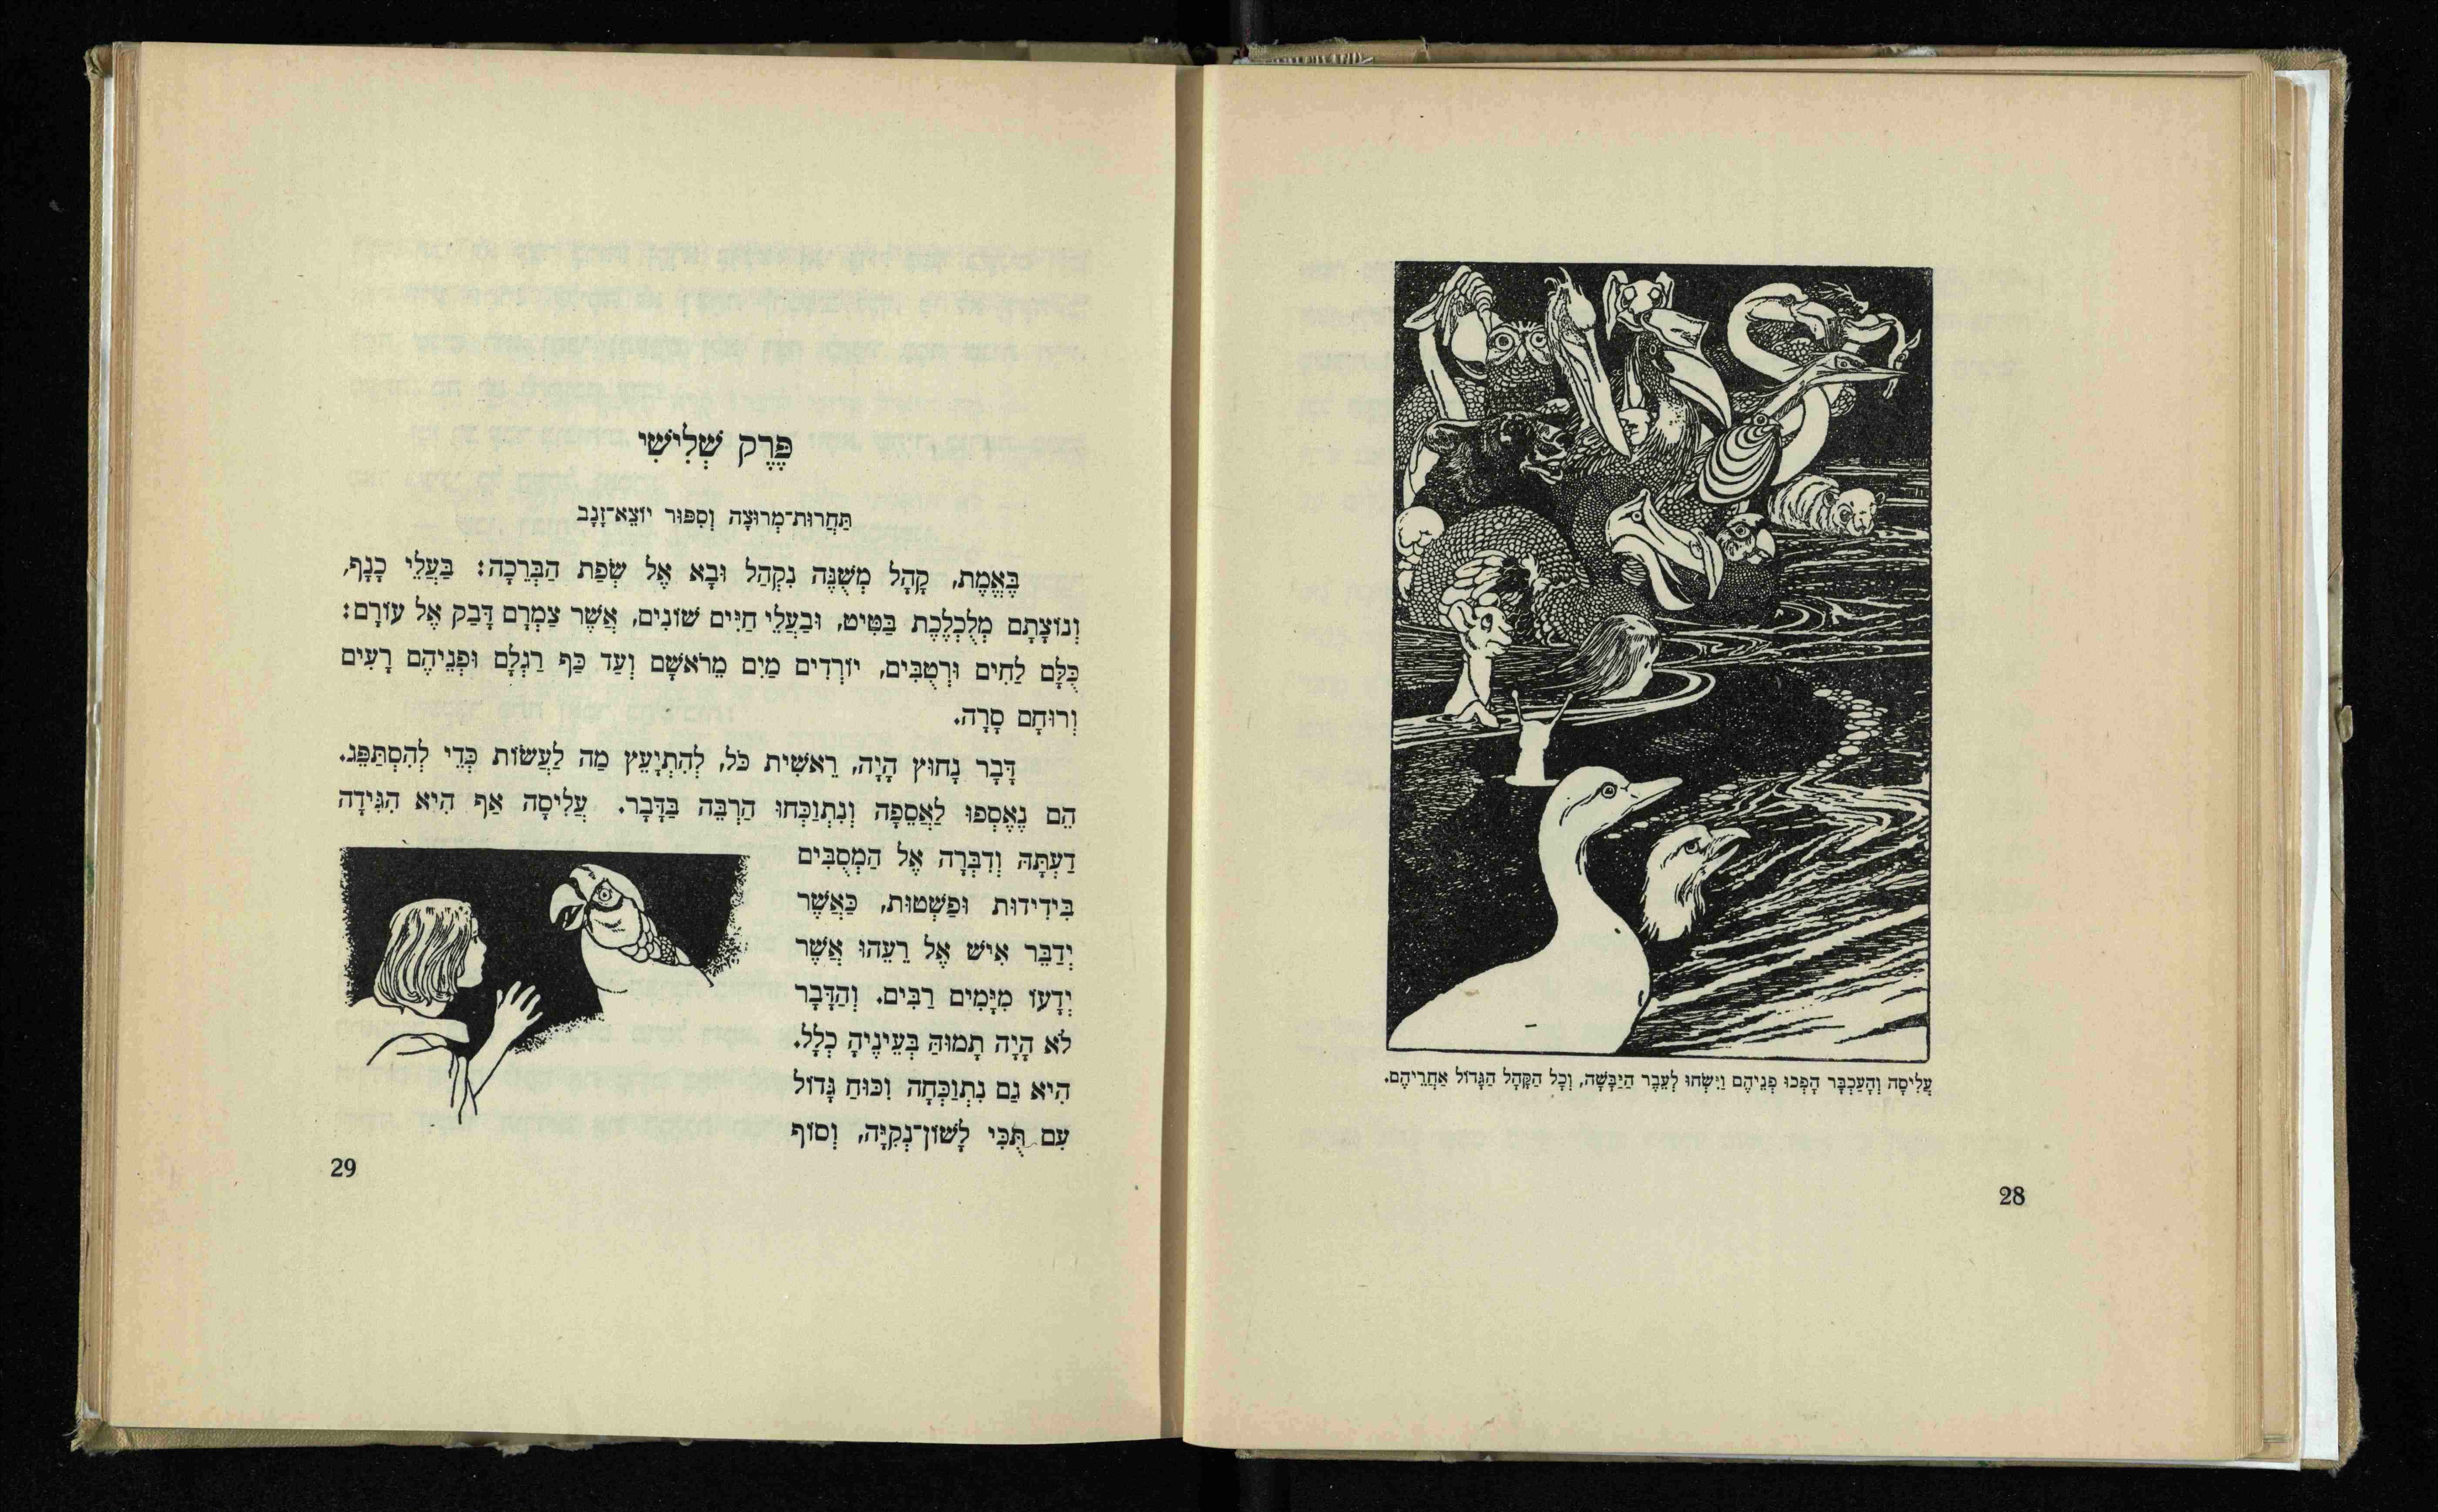 עֲלִיסָה וְהָעַכְבָּר הָפְכוּ פְנֵיהֶם וַיִּשְׂחוּ לְעֵבֶר הַיַּבָּשָׁה, וְכָל הַקָּהָל הַגָּדוֹל אַחֲרֵיהֶם.
28
פֶּרֶק שְׁלִישִׁי
תַּחֲרוּת־מְרוּצָה וְסִפּוּר יוֹצֵא־זָנָב
בֶּאֱמֶת, קָהָל מְשֻׁנֶּה נִקְהַל וּבָא אֶל שְׂפַת הַבְּרֵכָה: בַּעֲלֵי כָנָף,
וְנוֹצָתָם מְלֻכְלֶכֶת בַּטִּיט, וּבַעֲלֵי חַיִּים שׁוֹנִים, אֲשֶׁר צַמְרָם דָּבַק אֶל עוֹרָם:
כֻּלָּם לַחִים וּרְטֻבִּים, יוֹרְדִים מַיִם מֵרֹאשָׁם וְעַד כַּף רַגְלָם וּפְנֵיהֶם רָעִים
וְרוּחָם סָרָה.
דָּבָר נָחוּץ הָיָה, רֵאשִׁית כֹּל, לְהִתְיָעֵץ מַה לַּעֲשׂוֹת כְּדֵי לְהִסְתַּפֵּג.
הֵם נֶאֶסְפוּ לַאֲסֵפָה וְנִתְוַכְּחוּ הַרְבֵּה בַּדָּבָר. עֲלִיסָה אַף הִיא הִגִּידָה
דַעְתָּהּ וְדִבְּרָה אֶל הַמְסֻבִּים
בִּידִידוּת וּפַשְׁטוּת, כַּאֲשֶׁר
יְדַבֵּר אִישׁ אֶל רֵעֵהוּ אֲשֶׁר
יְדָעוֹ מִיָּמִים רַבִּים. וְהַדָּבָר
לֹא הָיָה תָמוּהַּ בְּעֵינֶיהָ כְלָל.
הִיא גַם נִתְוַכְּחָה וִכּוּחַ גָּדוֹל
עִם תֻּכִּי לָשׁוֹן־נְקִיָּה, וְסוֹף
29